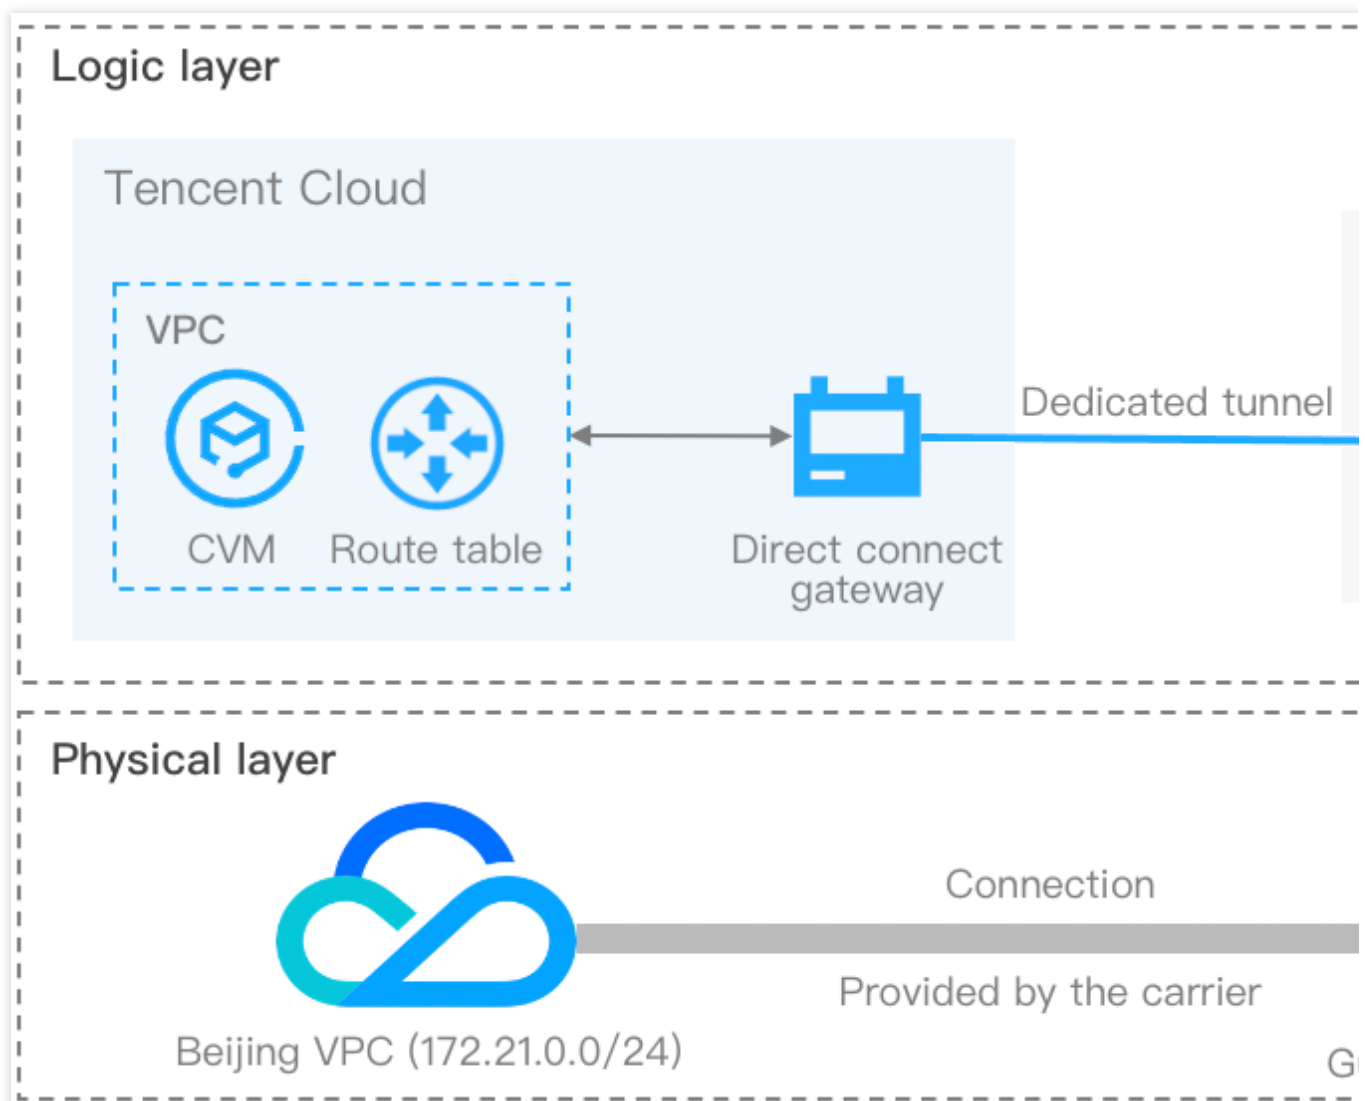 Logic layer
Tencent Cloud
VPC
CVM
Route table
Direct connect
gateway
Dedicated tunnel
Physical layer
Connection
Provided by the carrier
Beijing VPC (172.21.0.0/24)